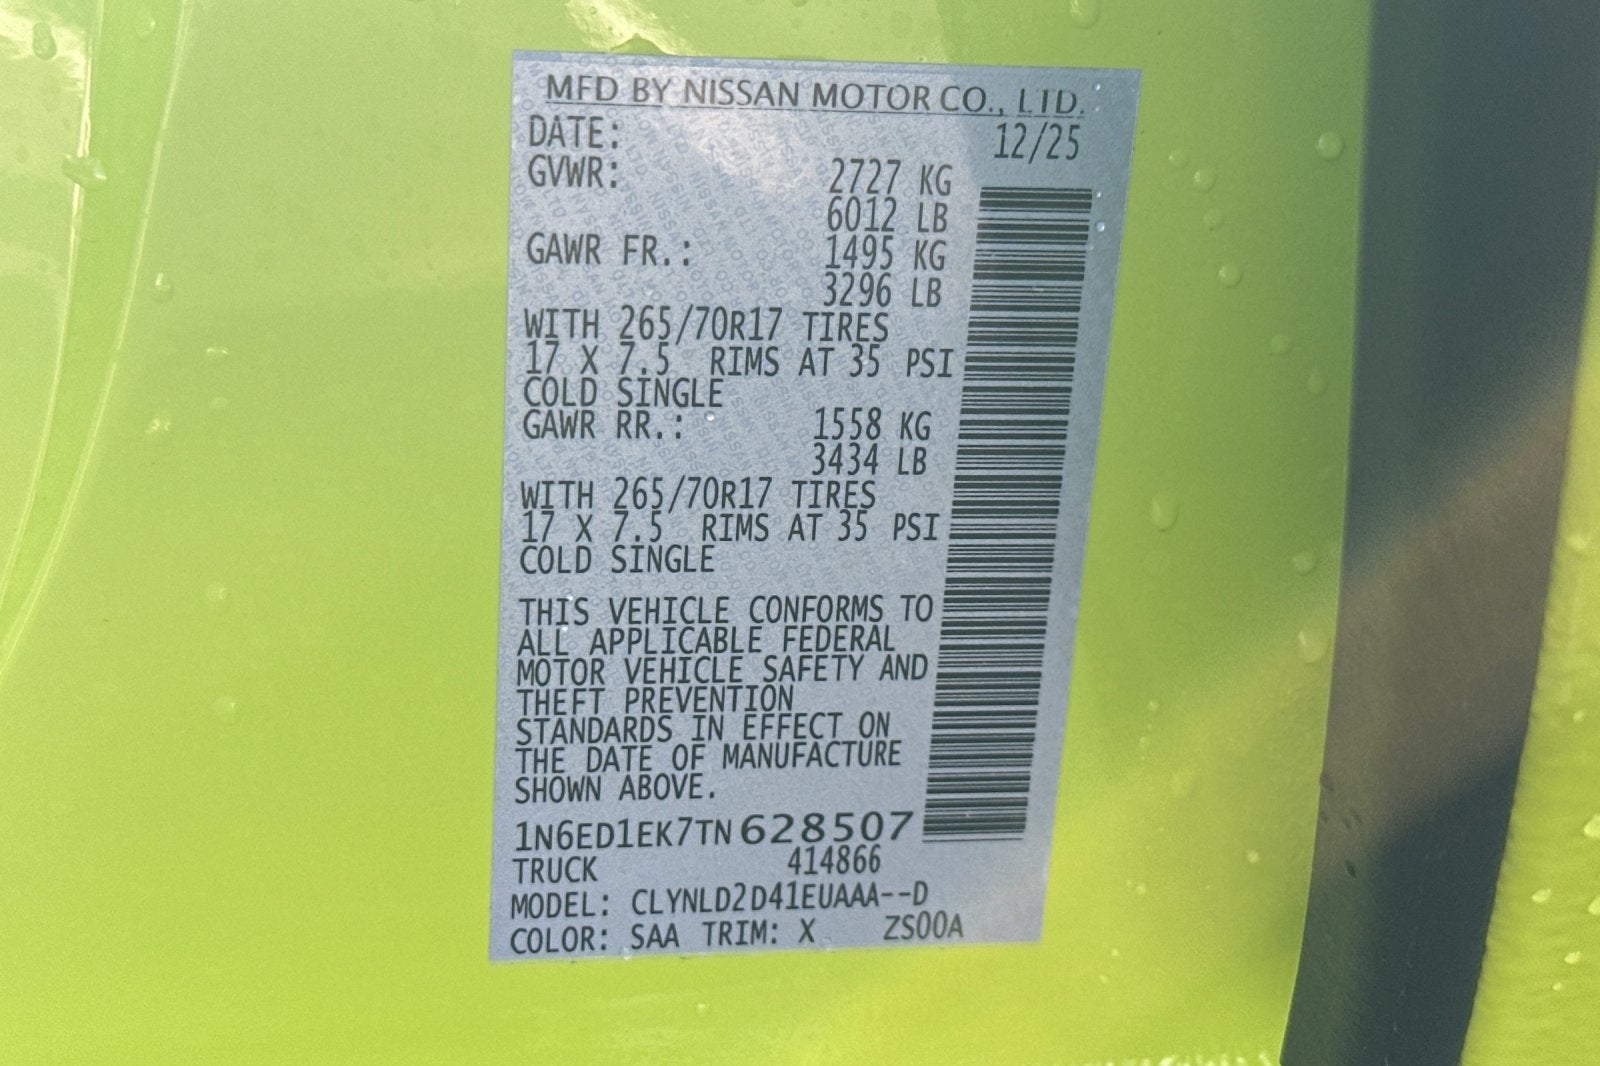 MFD BY NISSAN MOTOR CO., LTD.
DATE: 12/25
GVWR: 2727 KG
6012 LB
GAWR FR.: 1495 KG
3296 LB
WITH 265/70R17 TIRES
17 X 7.5 RIMS AT 35 PSI
COLD SINGLE
GAWR RR.: 1558 KG
3434 LB
WITH 265/70R17 TIRES
17 X 7.5 RIMS AT 35 PSI
COLD SINGLE
THIS VEHICLE CONFORMS TO
ALL APPLICABLE FEDERAL
MOTOR VEHICLE SAFETY AND
THEFT PREVENTION
STANDARDS IN EFFECT ON
THE DATE OF MANUFACTURE
SHOWN ABOVE.
1N6ED1EK7TN628507
TRUCK 414866
MODEL: CLYNLD2D41EUAAA--D
COLOR: SAA TRIM: X ZS00A